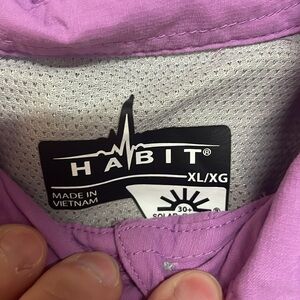 HABIT®
XL/XG
MADE IN
VIETNAM
30+
SOLAR
®